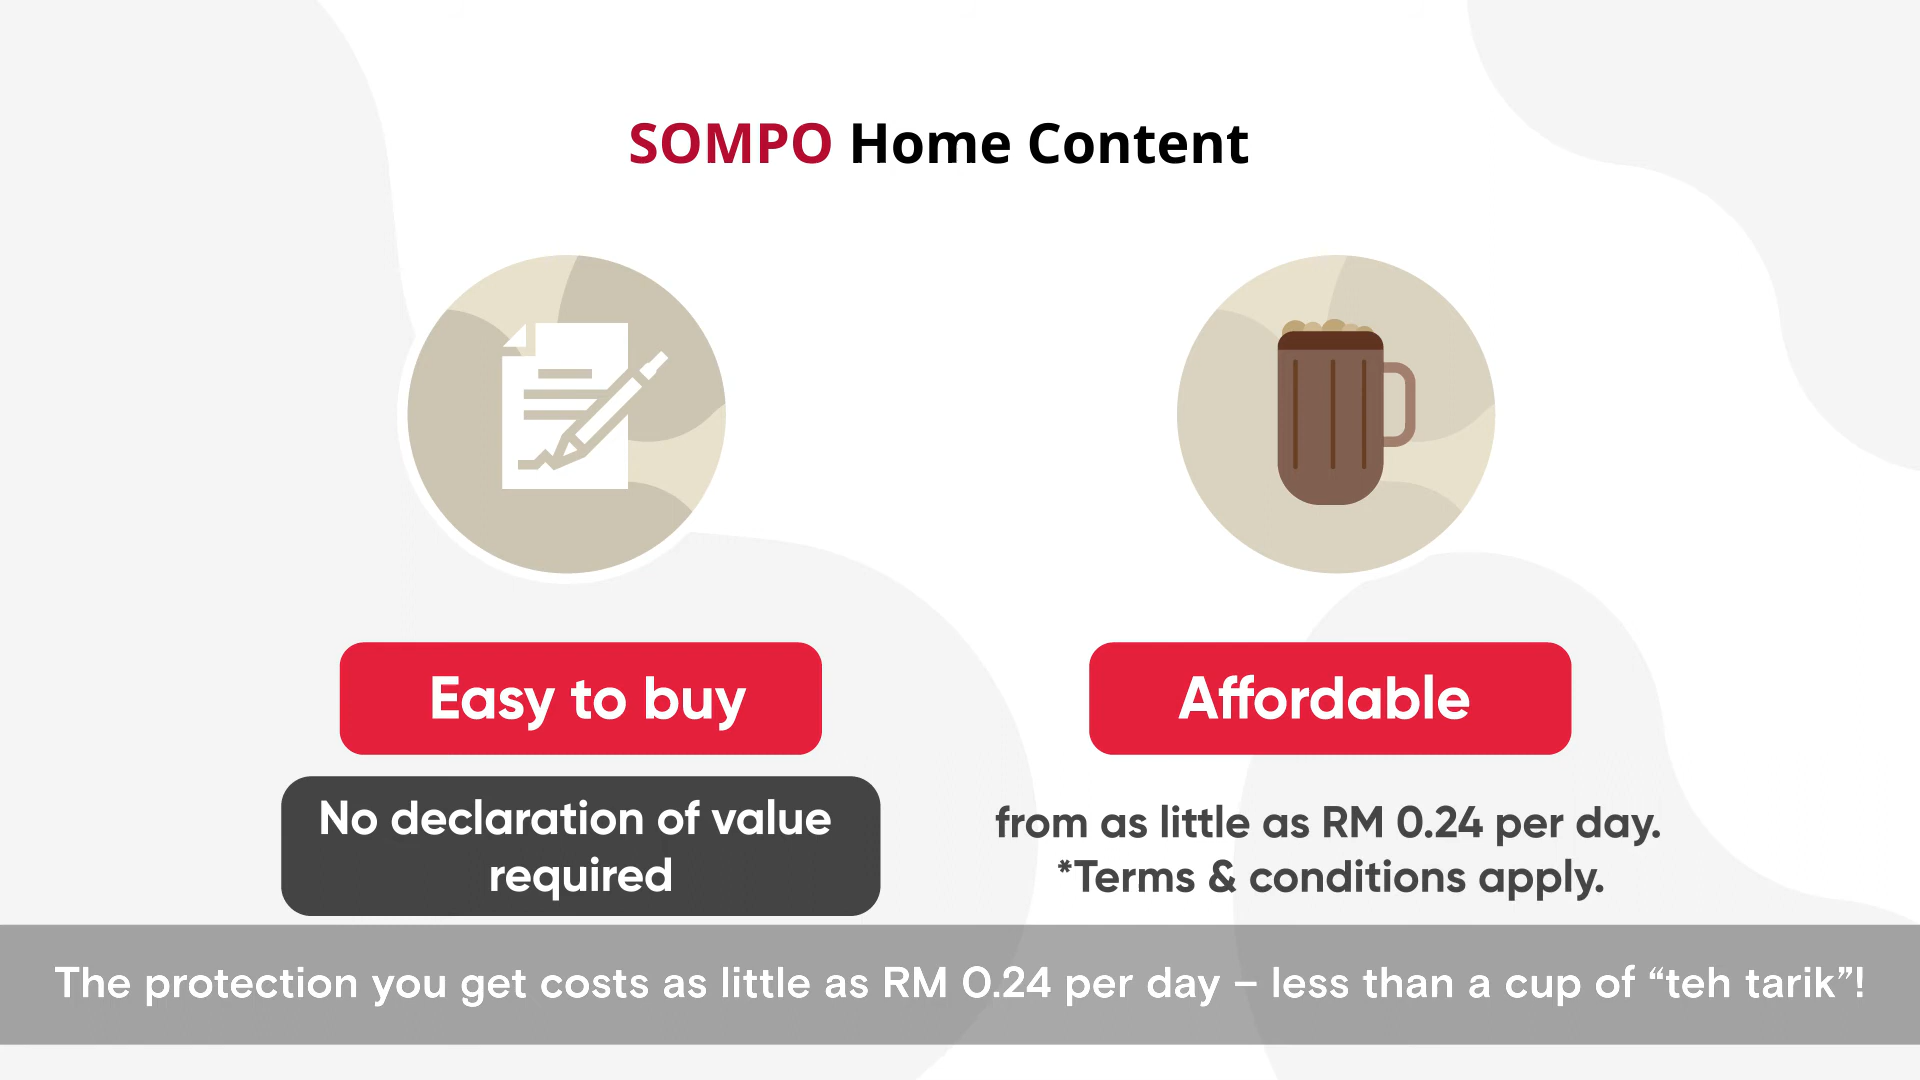 SOMPO Home Content
Easy to buy
No declaration of value
required
Affordable
from as little as RM 0.24 per day.
*Terms & conditions apply.
The protection you get costs as little as RM 0.24 per day – less than a cup of “teh tarik”!